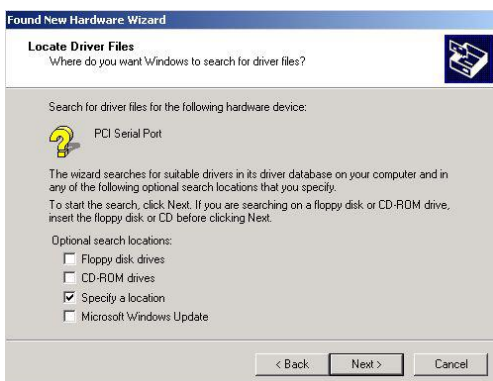 Found New Hardware Wizard
Locate Driver Files
Where do you want Windows to search for driver files?
Search for driver files for the following hardware device:
PCI Serial Port
The wizard searches for suitable drivers in its driver database on your computer and in
any of the following optional search locations that you specify.
To start the search, click Next. If you are searching on a floppy disk or CD-ROM drive,
insert the floppy disk or CD before clicking Next.
Optional search locations:
Floppy disk drives
CD-ROM drives
Specify a location
Microsoft Windows Update
< Back
Next >
Cancel